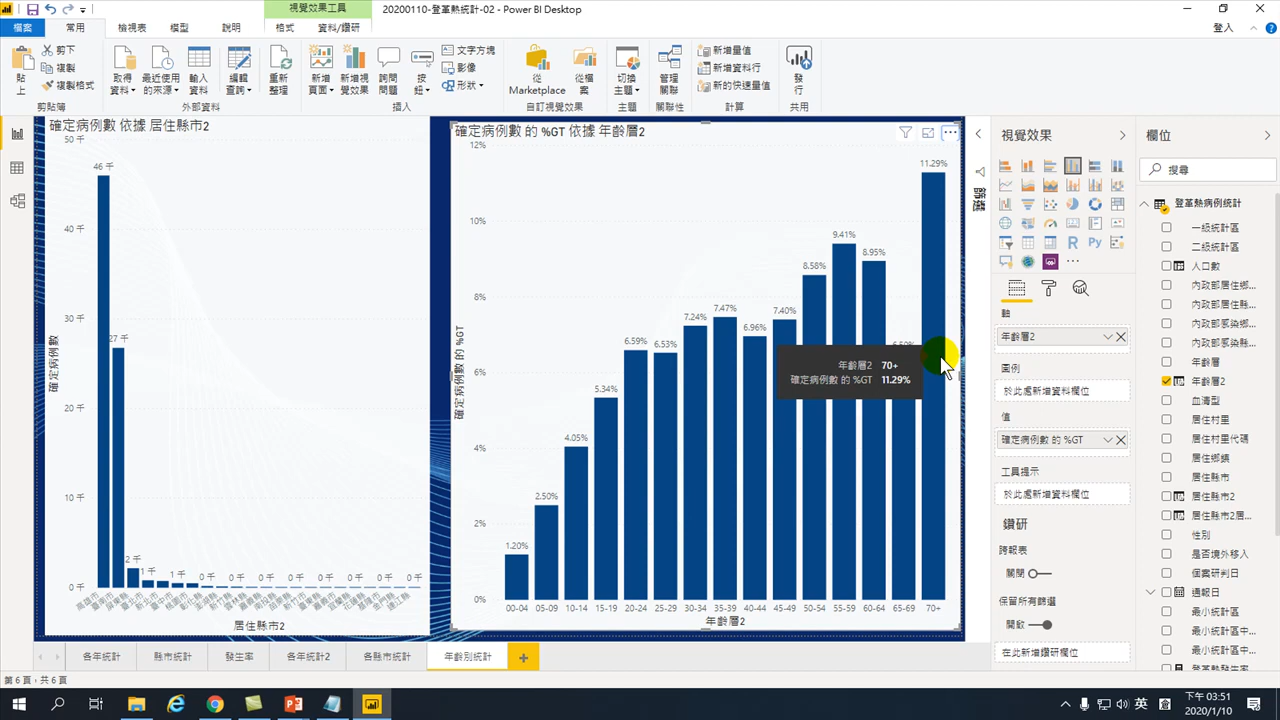 視覺效果工具
20200110-登革熱統計-02 - Power BI Desktop
檔案 常用 檢視表 模型 說明 格式 資料/鑽研 登入
貼上 剪下 複製 複製格式
取得資料 最近使用的來源 輸入資料 編輯查詢 重新整理
新增頁面 新增視覺效果 詢問問題 按鈕 文字方塊 影像 形狀
從 Marketplace 從檔案 切換主題 管理關聯
新增量值 新增資料行 新的快速量值 發行
剪貼簿 外部資料 插入 自訂視覺效果 主題 關聯性 計算 共用
確定病例數 依據 居住縣市2
50 千
46 千
40 千
30 千
27 千
20 千
10 千
2 千
1 千
1 千
0 千 0 千 0 千 0 千 0 千 0 千 0 千 0 千
0 千
確定病例數
居住縣市2
確定病例數 的 %GT 依據 年齡層2
12%
10%
8%
6%
4%
2%
0%
確定病例數 的 %GT
1.20% 2.50% 4.05% 5.34% 6.59% 6.53% 7.24% 7.47% 6.96% 7.40% 8.58% 9.41% 8.95% 11.29%
年齡層2 70+
確定病例數 的 %GT 11.29%
00-04 05-09 10-14 15-19 20-24 25-29 30-34 35-39 40-44 45-49 50-54 55-59 60-64 65-69 70+
年齡層2
篩選
視覺效果
R Py
軸
年齡層2
圖例
於此處新增資料欄位
值
確定病例數 的 %GT
工具提示
於此處新增資料欄位
鑽研
跨報表
關閉
保留所有篩選
開啟
在此新增鑽研欄位
欄位
搜尋
登革熱病例統計
一級統計區
二級統計區
人口數
內政部居住鄉...
內政部居住縣...
內政部感染鄉...
內政部感染縣...
年齡層
年齡層2
血清型
居住村里
居住村里代碼
居住鄉鎮
居住縣市
居住縣市2
居住縣市2居...
性別
是否境外移入
個案研判日
通報日
最小統計區
最小統計區中...
最小統計區中...
各年統計 縣市統計 發生率 各年統計2 各縣市統計 年齡別統計
第 6 頁，共 6 頁
英
下午 03:51
2020/1/10